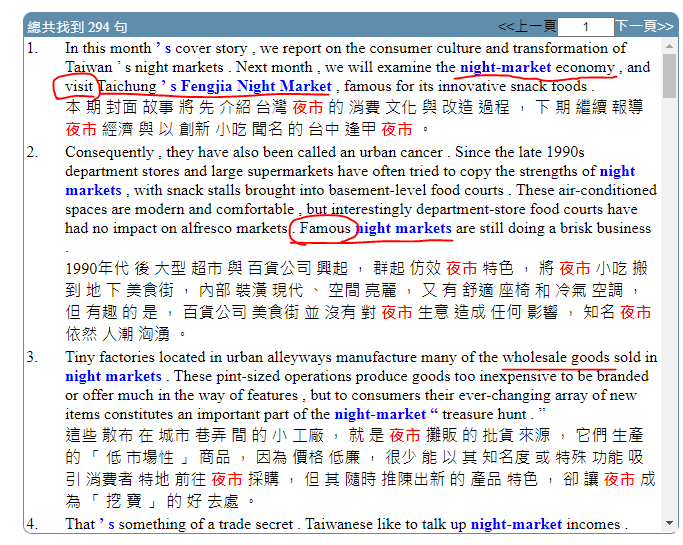 總共找到 294 句 <<上一頁 1 下一頁>>
1. In this month ’ s cover story , we report on the consumer culture and transformation of
Taiwan ’ s night markets . Next month , we will examine the night-market economy , and
visit Taichung ’ s Fengjia Night Market , famous for its innovative snack foods .
本 期 封面 故事 將 先 介紹 台灣 夜市 的 消費 文化 與 改造 過程 ， 下 期 繼續 報導
夜市 經濟 與 以 創新 小吃 聞名 的 台中 逢甲 夜市 。
2. Consequently , they have also been called an urban cancer . Since the late 1990s
department stores and large supermarkets have often tried to copy the strengths of night
markets , with snack stalls brought into basement-level food courts . These air-conditioned
spaces are modern and comfortable , but interestingly department-store food courts have
had no impact on alfresco markets . Famous night markets are still doing a brisk business
.
1990年代 後 大型 超市 與 百貨公司 興起 ， 群起 仿效 夜市 特色 ， 將 夜市 小吃 搬
到 地 下 美食街 ， 內部 裝潢 現代 、 空間 亮麗 ， 又 有 舒適 座椅 和 冷氣 空調 ，
但 有趣 的 是 ， 百貨公司 美食街 並 沒有 對 夜市 生意 造成 任何 影響 ， 知名 夜市
依然 人潮 洶湧 。
3. Tiny factories located in urban alleyways manufacture many of the wholesale goods sold in
night markets . These pint-sized operations produce goods too inexpensive to be branded
or offer much in the way of features , but to consumers their ever-changing array of new
items constitutes an important part of the night-market “ treasure hunt . ”
這些 散布 在 城市 巷弄 間 的 小 工廠 ， 就 是 夜市 攤販 的 批貨 來源 ， 它們 生產
的 「 低 市場性 」 商品 ， 因為 價格 低廉 ， 很少 能 以 其 知名度 或 特殊 功能 吸
引 消費者 特地 前往 夜市 採購 ， 但 其 隨時 推陳出新 的 產品 特色 ， 卻 讓 夜市 成
為 「 挖 寶 」 的 好 去處 。
4. That ’ s something of a trade secret . Taiwanese like to talk up night-market incomes .